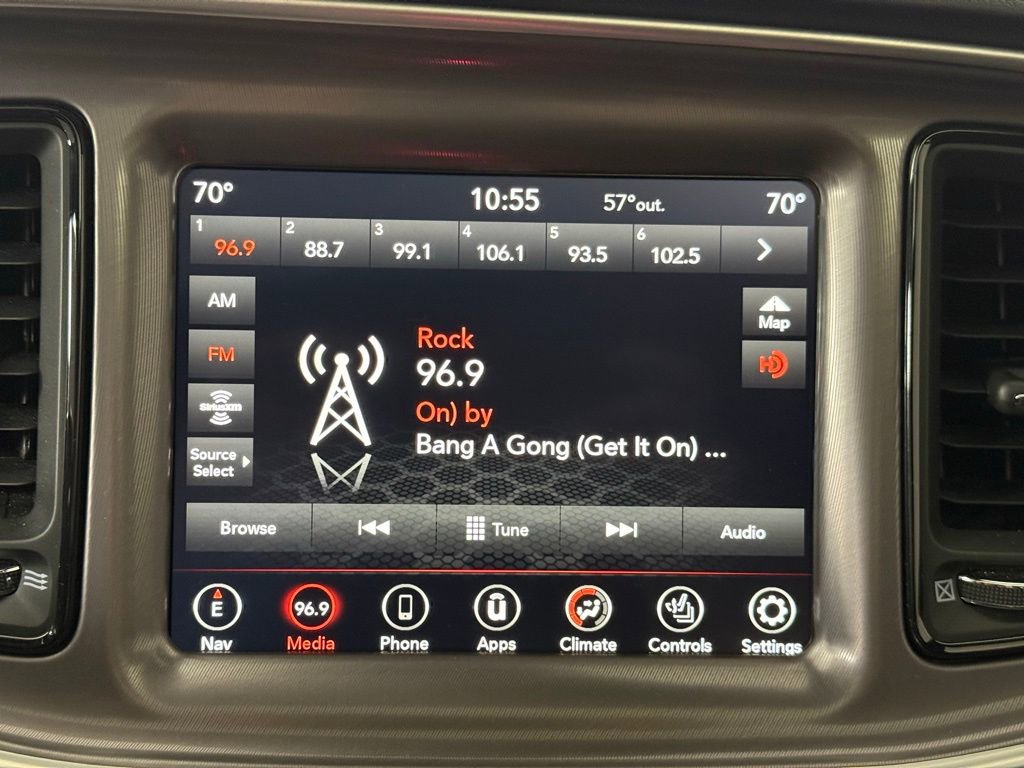 70° 10:55 57°out. 70°
1 96.9 2 88.7 3 99.1 4 106.1 5 93.5 6 102.5
AM
Map
Rock
FM
HD
96.9
SiriusXm
On) by
Bang A Gong (Get It On) ...
Source
Select
Browse Tune Audio
E 96.9
Nav Media Phone Apps Climate Controls Settings